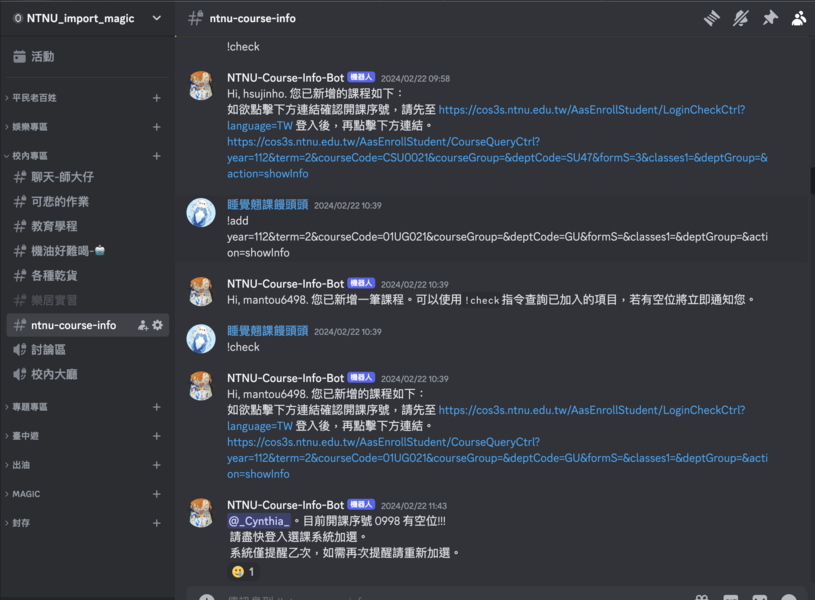 NTNU_import_magic
活動
平民老百姓
娛樂專區
校內專區
聊天-師大仔
可悲的作業
教育學程
機油好難喝-🧉
各種乾貨
樂居實習
ntnu-course-info
討論區
校內大廳
專題專區
臺中遊
出油
MAGIC
封存
ntnu-course-info
!check
NTNU-Course-Info-Bot 機器人 2024/02/22 09:58
Hi, hsujinho. 您已新增的課程如下：
如欲點擊下方連結確認開課序號，請先至 https://cos3s.ntnu.edu.tw/AasEnrollStudent/LoginCheckCtrl?
language=TW 登入後，再點擊下方連結。
https://cos3s.ntnu.edu.tw/AasEnrollStudent/CourseQueryCtrl?
year=112&term=2&courseCode=CSU0021&courseGroup=&deptCode=SU47&formS=3&classes1=&deptGroup=&
action=showInfo
睡覺翹課饅頭頭 2024/02/22 10:39
!add
year=112&term=2&courseCode=01UG021&courseGroup=&deptCode=GU&formS=&classes1=&deptGroup=&acti
on=showInfo
NTNU-Course-Info-Bot 機器人 2024/02/22 10:39
Hi, mantou6498. 您已新增一筆課程。可以使用 !check 指令查詢已加入的項目，若有空位將立即通知您。
睡覺翹課饅頭頭 2024/02/22 10:39
!check
NTNU-Course-Info-Bot 機器人 2024/02/22 10:39
Hi, mantou6498. 您已新增的課程如下：
如欲點擊下方連結確認開課序號，請先至 https://cos3s.ntnu.edu.tw/AasEnrollStudent/LoginCheckCtrl?
language=TW 登入後，再點擊下方連結。
https://cos3s.ntnu.edu.tw/AasEnrollStudent/CourseQueryCtrl?
year=112&term=2&courseCode=01UG021&courseGroup=&deptCode=GU&formS=&classes1=&deptGroup=&acti
on=showInfo
NTNU-Course-Info-Bot 機器人 2024/02/22 11:43
@_Cynthia_ 。目前開課序號 0998 有空位!!!
請盡快登入選課系統加選。
系統僅提醒乙次，如需再次提醒請重新加選。
1